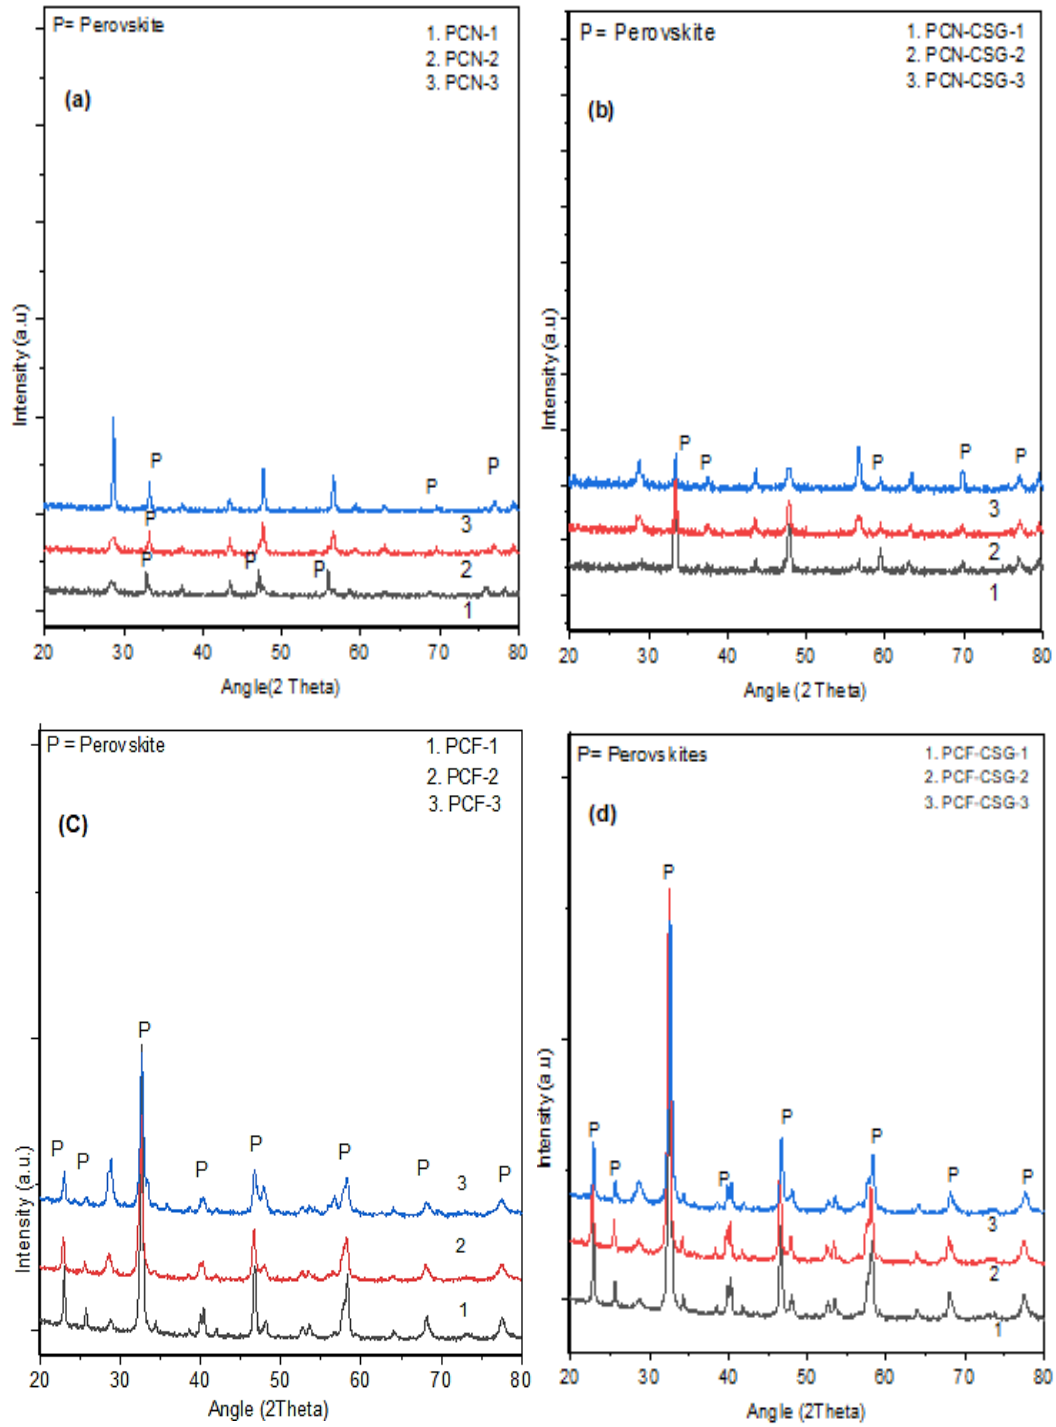 P= Perovskite
1. PCN-1
2. PCN-2
3. PCN-3
(a)
P
P
P
3
P
P
P
P
2
1
Intensity (a.u)
20 30 40 50 60 70 80
Angle(2 Theta)
P= Perovskite
1. PCN-CSG-1
2. PCN-CSG-2
3. PCN-CSG-3
(b)
P
P
P
P
P
3
2
1
Intensity (a.u)
20 30 40 50 60 70 80
Angle (2 Theta)
P = Perovskite
1. PCF-1
2. PCF-2
3. PCF-3
(C)
P
P
P
P
P
P
P
P
3
2
1
Intensity (a.u.)
20 30 40 50 60 70 80
Angle (2Theta)
P= Perovskites
1. PCF-CSG-1
2. PCF-CSG-2
3. PCF-CSG-3
(d)
P
P
P
P
P
P
P
P
3
2
1
Intensity (a.u)
20 30 40 50 60 70 80
Angle (2Theta)